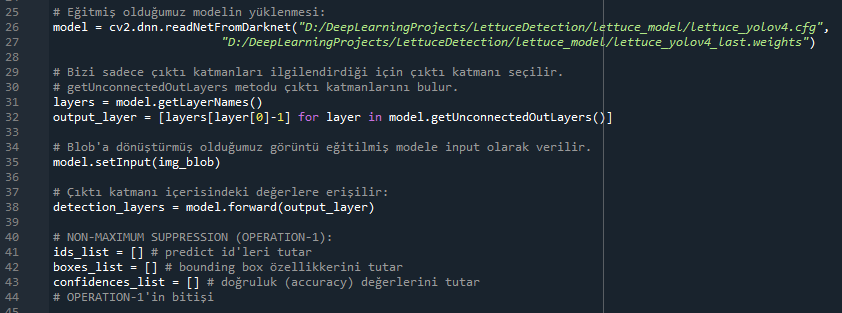 25 # Eğitmiş olduğumuz modelin yüklenmesi:
26 model = cv2.dnn.readNetFromDarknet("D:/DeepLearningProjects/LettuceDetection/lettuce_model/lettuce_yolov4.cfg",
27 "D:/DeepLearningProjects/LettuceDetection/lettuce_model/lettuce_yolov4_last.weights")
28
29 # Bizi sadece çıktı katmanları ilgilendirdiği için çıktı katmanı seçilir.
30 # getUnconnectedOutLayers metodu çıktı katmanlarını bulur.
31 layers = model.getLayerNames()
32 output_layer = [layers[layer[0]-1] for layer in model.getUnconnectedOutLayers()]
33
34 # Blob'a dönüştürmüş olduğumuz görüntü eğitilmiş modele input olarak verilir.
35 model.setInput(img_blob)
36
37 # Çıktı katmanı içerisindeki değerlere erişilir:
38 detection_layers = model.forward(output_layer)
39
40 # NON-MAXIMUM SUPPRESSION (OPERATION-1):
41 ids_list = [] # predict id'leri tutar
42 boxes_list = [] # bounding box özellikkerini tutar
43 confidences_list = [] # doğruluk (accuracy) değerlerini tutar
44 # OPERATION-1'in bitişi